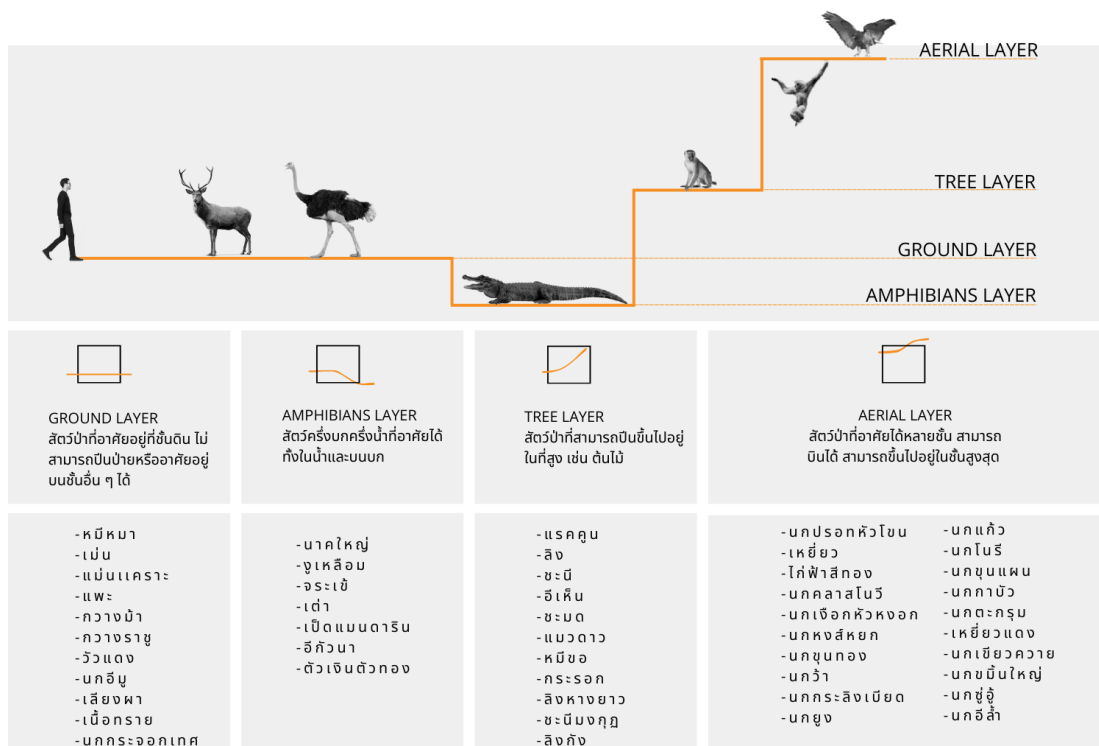 AERIAL LAYER
TREE LAYER
GROUND LAYER
AMPHIBIANS LAYER
GROUND LAYER
สัตว์ป่าที่อาศัยอยู่ที่ชั้นดิน ไม่
สามารถปีนป่ายหรืออาศัยอยู่
บนชั้นอื่น ๆ ได้
AMPHIBIANS LAYER
สัตว์ครึ่งบกครึ่งน้ำที่อาศัยได้
ทั้งในน้ำและบนบก
TREE LAYER
สัตว์ป่าที่สามารถปีนขึ้นไปอยู่
ในที่สูง เช่น ต้นไม้
AERIAL LAYER
สัตว์ป่าที่อาศัยได้หลายชั้น สามารถ
บินได้ สามารถขึ้นไปอยู่ในชั้นสูงสุด
-หมีหมา
-เม่น
-แม่นเเคราะ
-แพะ
-กวางม้า
-กวางราชู
-วัวแดง
-นกอีมู
-เลียงผา
-เนื้อทราย
-นกกระจอกเทศ
-นาคใหญ่
-งูเหลือม
-จระเข้
-เต่า
-เป็ดแมนดาริน
-อีกัวนา
-ตัวเงินตัวทอง
-แรคคูน
-ลิง
-ชะนี
-อีเห็น
-ชะมด
-แมวดาว
-หมีขอ
-กระรอก
-ลิงหางยาว
-ชะนีมงกุฎ
-ลิงกัง
-นกปรอทหัวโขน
-เหยี่ยว
-ไก่ฟ้าสีทอง
-นกคลาสโนวี
-นกเงือกหัวหงอก
-นกหงส์หยก
-นกขุนทอง
-นกว้า
-นกกระลิงเบียด
-นกยูง
-นกแก้ว
-นกโนรี
-นกขุนแผน
-นกกาบัว
-นกตะกรุม
-เหยี่ยวแดง
-นกเขียวควาย
-นกขมิ้นใหญ่
-นกซู่อู้
-นกอีล้ำ